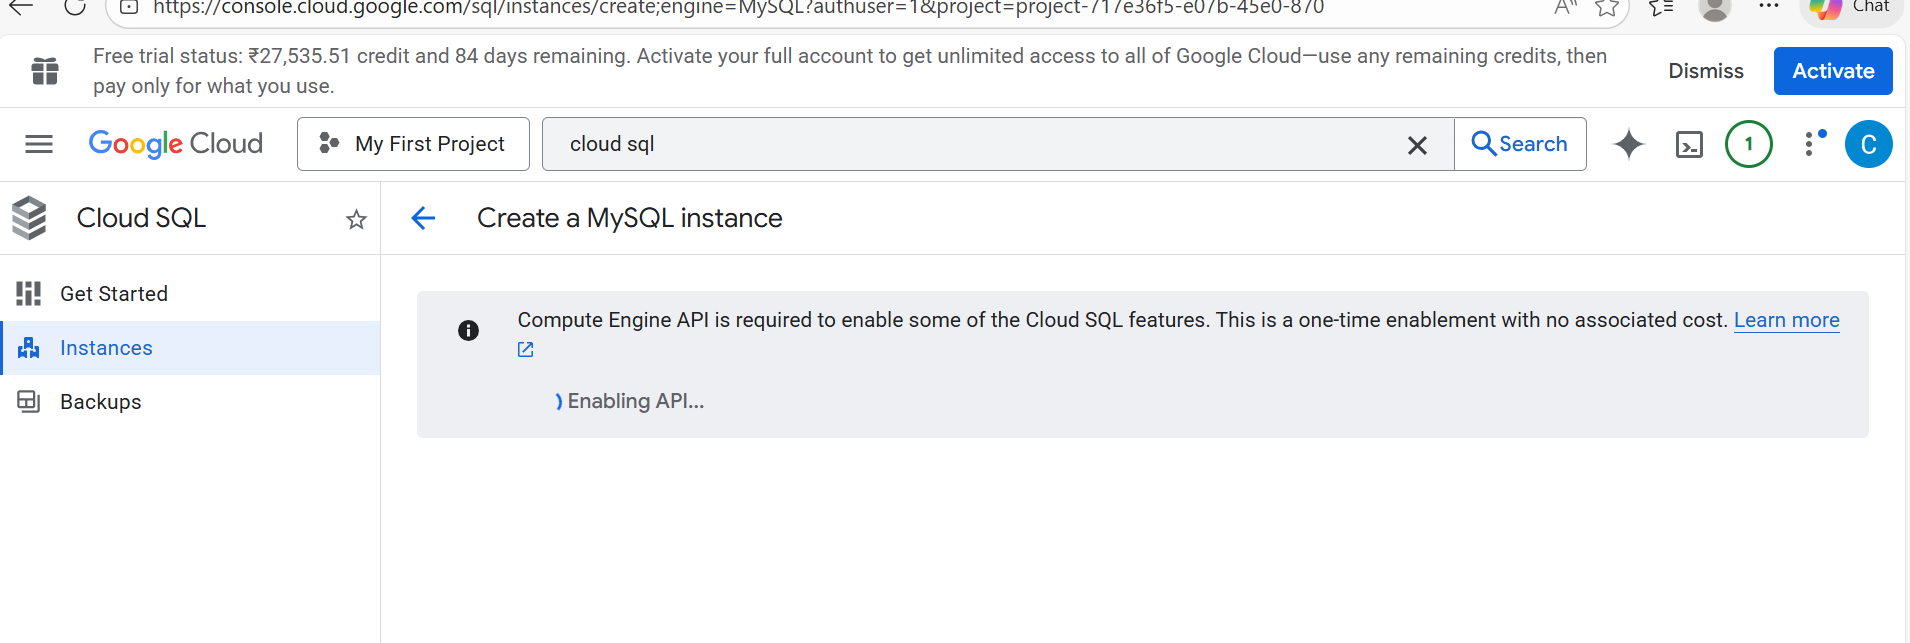 https://console.cloud.google.com/sql/instances/create;engine=MySQL?authuser=1&project=project-717e36f5-e07b-45e0-870
Chat
Free trial status: ₹27,535.51 credit and 84 days remaining. Activate your full account to get unlimited access to all of Google Cloud—use any remaining credits, then
pay only for what you use.
Dismiss
Activate
Google Cloud
My First Project
cloud sql
Search
1
C
Cloud SQL
Create a MySQL instance
Get Started
Instances
Backups
Compute Engine API is required to enable some of the Cloud SQL features. This is a one-time enablement with no associated cost. Learn more
Enabling API...